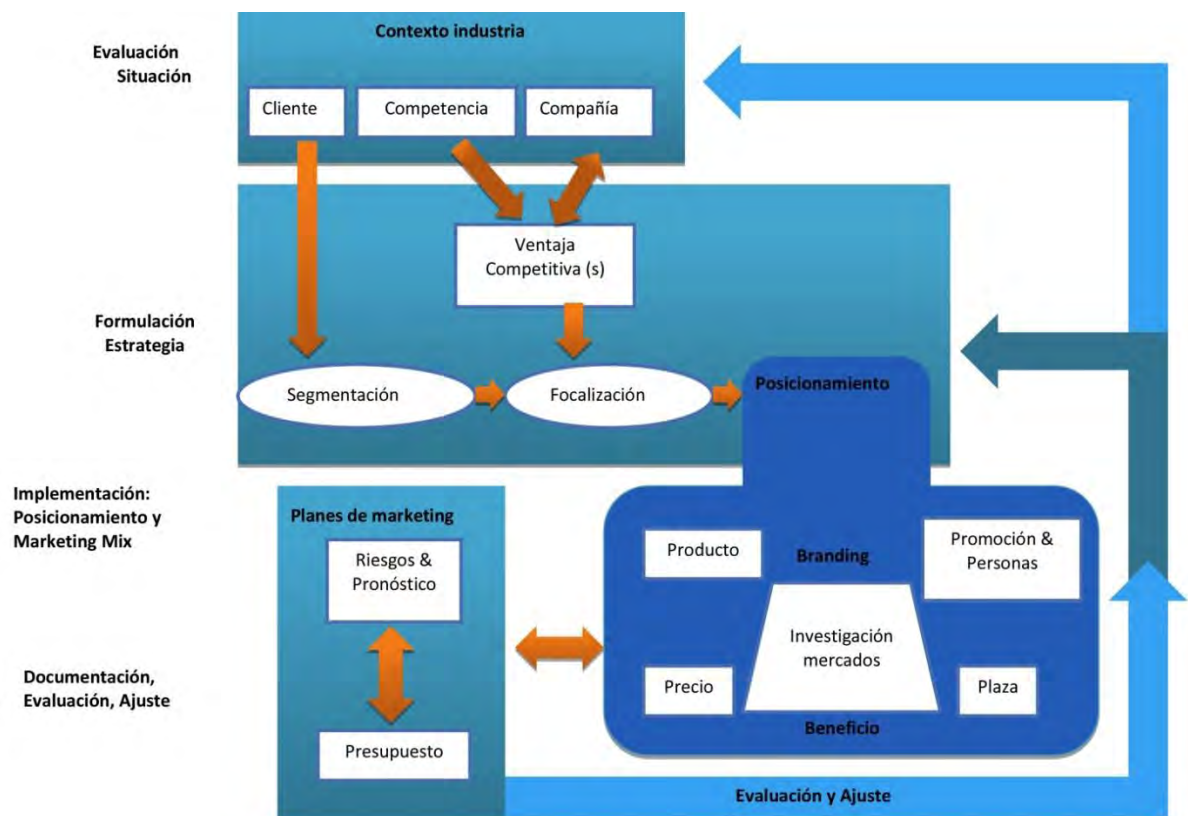 Contexto industria
Evaluación
Situación
Cliente
Competencia
Compañía
Ventaja
Competitiva (s)
Formulación
Estrategia
Segmentación
Focalización
Posicionamiento
Implementación:
Posicionamiento y
Marketing Mix
Planes de marketing
Riesgos &
Pronóstico
Producto
Branding
Promoción &
Personas
Investigación
mercados
Documentación,
Evaluación, Ajuste
Precio
Plaza
Beneficio
Presupuesto
Evaluación y Ajuste